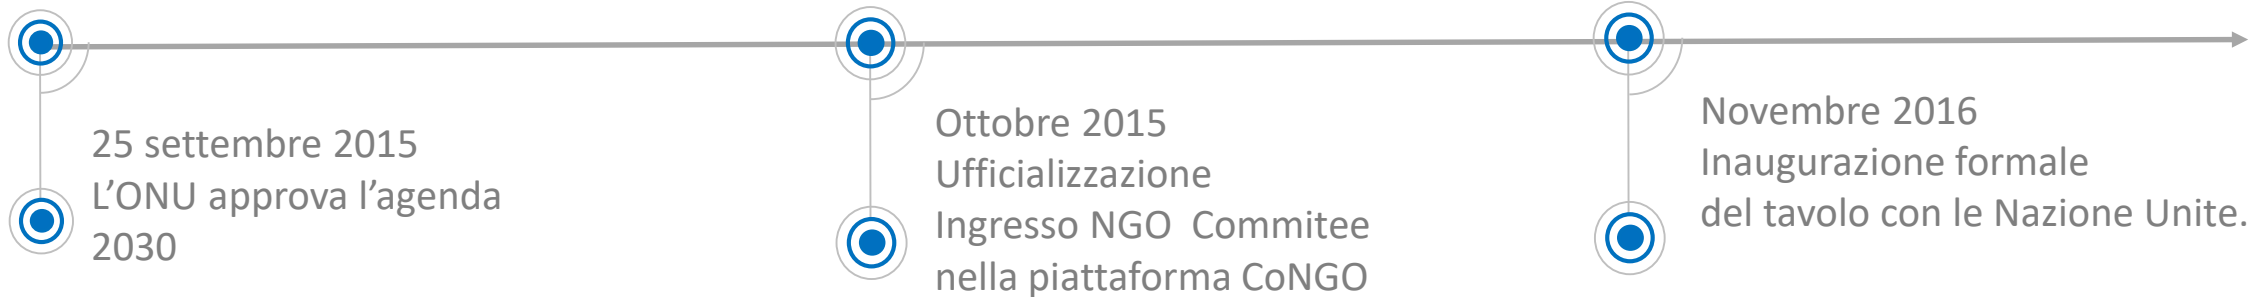 25 settembre 2015
L’ONU approva l’agenda
2030
Ottobre 2015
Ufficializzazione
Ingresso NGO  Commitee
nella piattaforma CoNGO
Novembre 2016
Inaugurazione formale
del tavolo con le Nazione Unite.